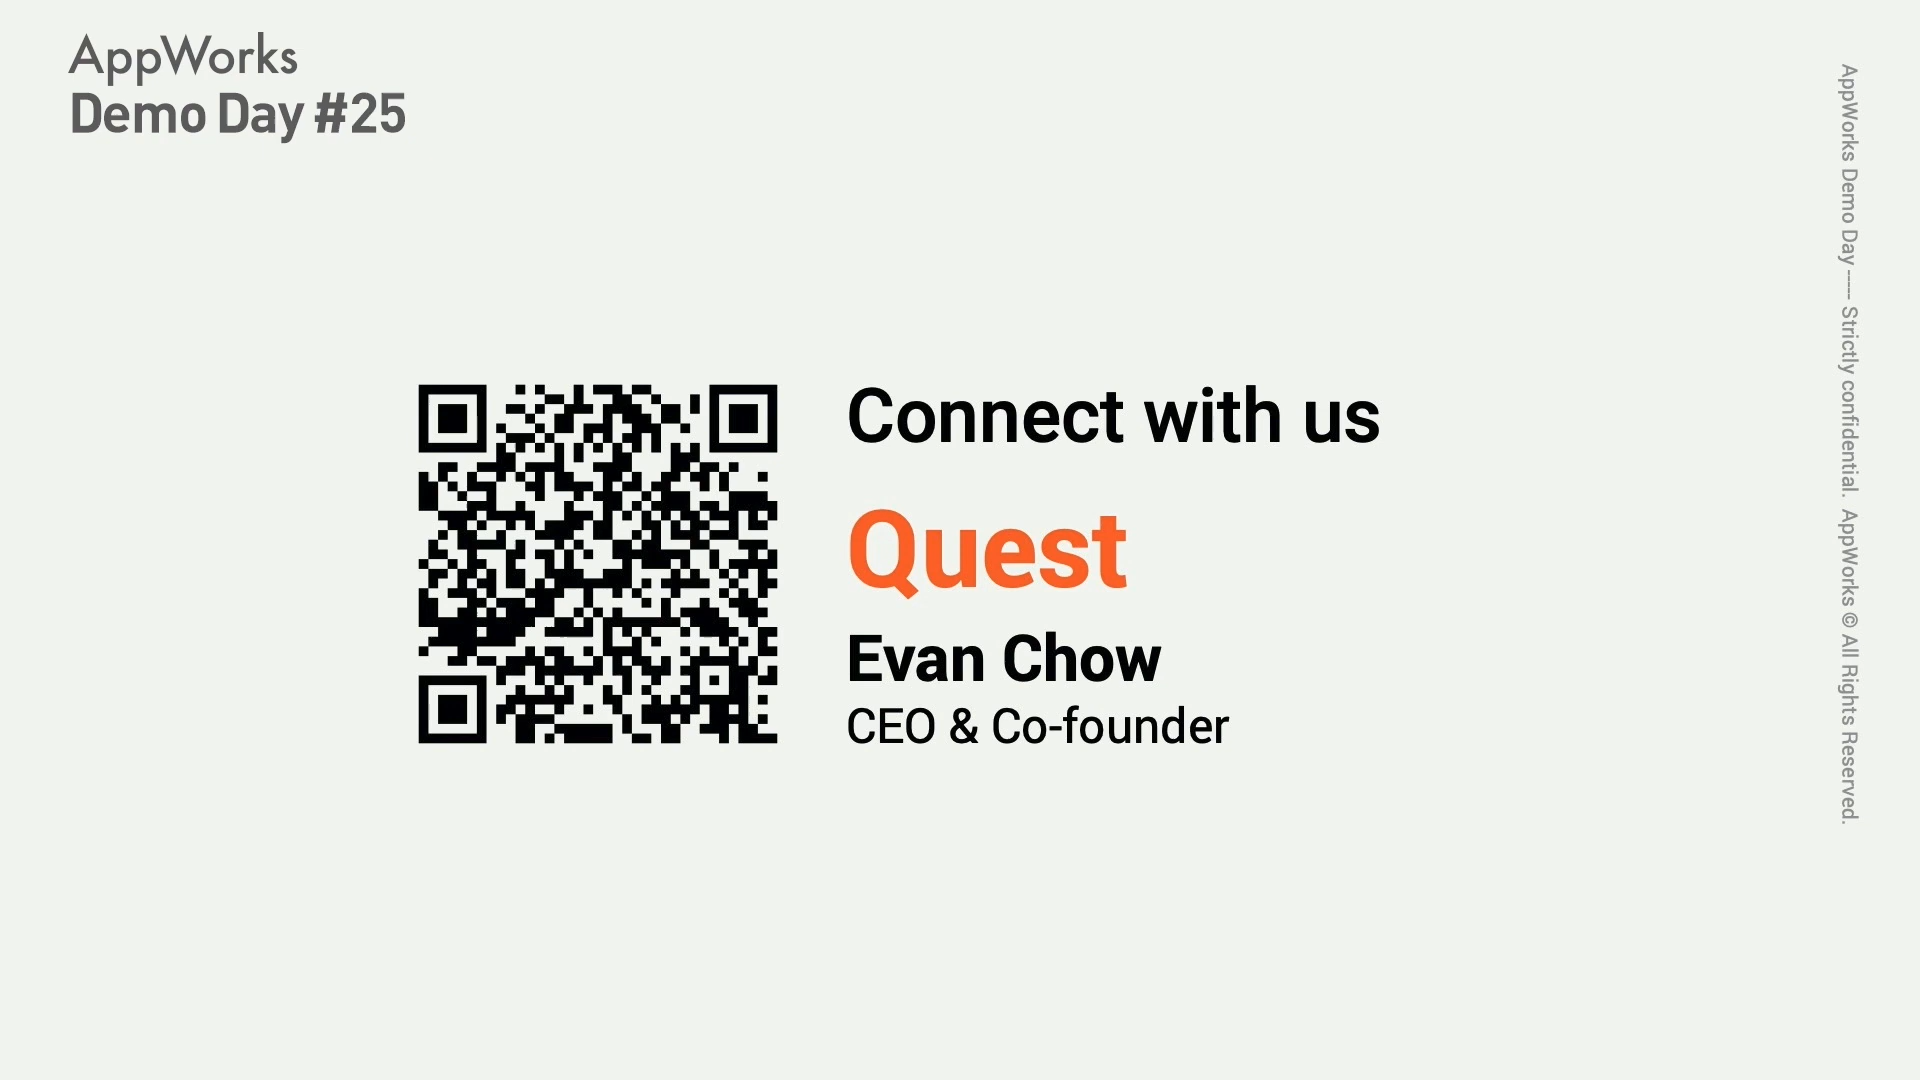 AppWorks
Demo Day #25
Connect with us
Quest
Evan Chow
CEO & Co-founder
AppWorks Demo Day ---- Strictly confidential. AppWorks © All Rights Reserved.